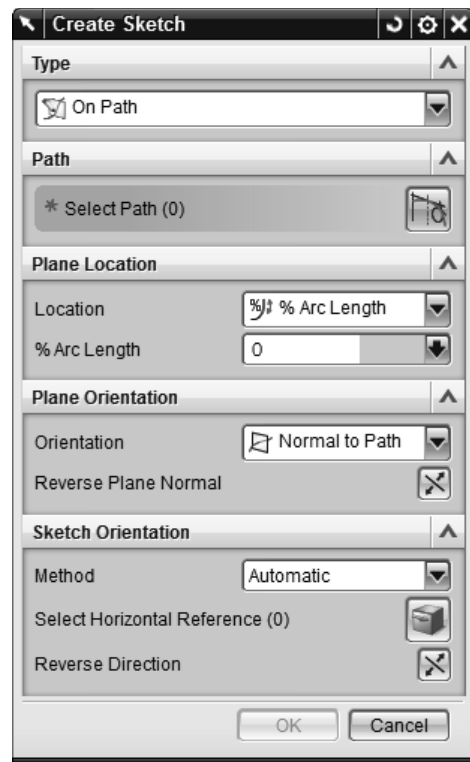 Create Sketch
Type
On Path
Path
* Select Path (0)
Plane Location
Location % Arc Length
% Arc Length 0
Plane Orientation
Orientation Normal to Path
Reverse Plane Normal
Sketch Orientation
Method Automatic
Select Horizontal Reference (0)
Reverse Direction
OK Cancel